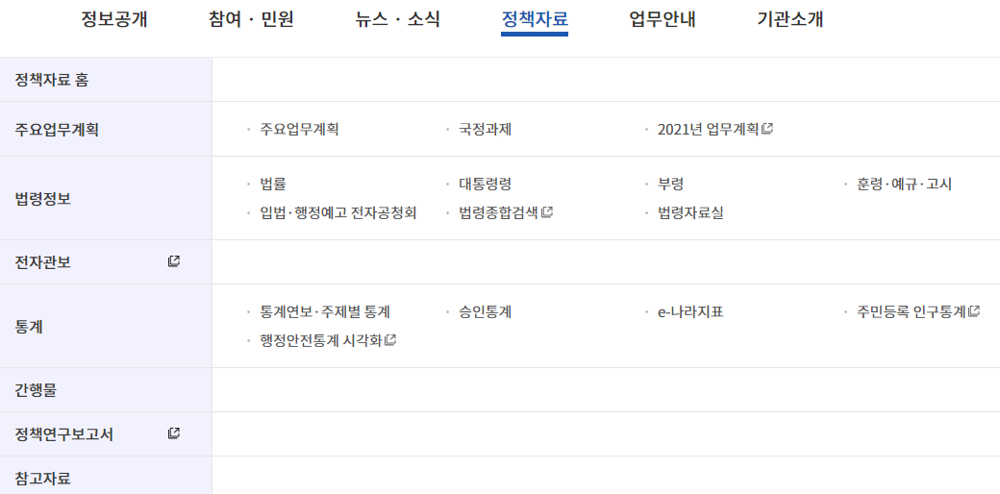 정보공개 참여 · 민원 뉴스 · 소식 정책자료 업무안내 기관소개
정책자료 홈
주요업무계획
· 주요업무계획 · 국정과제 · 2021년 업무계획
법령정보
· 법률 · 대통령령 · 부령 · 훈령·예규·고시
· 입법·행정예고 전자공청회 · 법령종합검색 · 법령자료실
전자관보
통계
· 통계연보·주제별 통계 · 승인통계 · e-나라지표 · 주민등록 인구통계
· 행정안전통계 시각화
간행물
정책연구보고서
참고자료